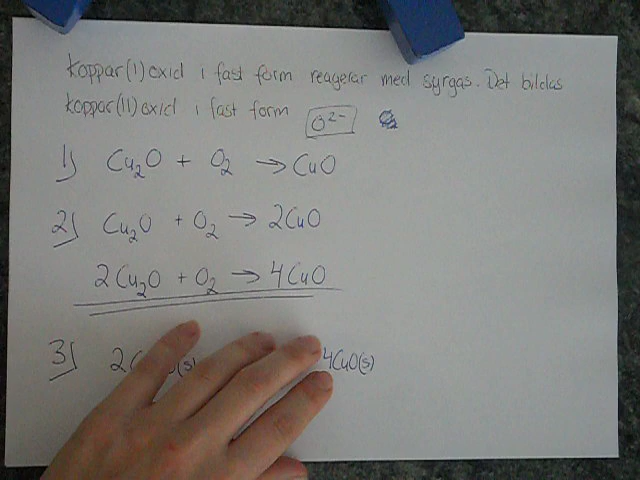 koppar(I)oxid i fast form reagerar med syrgas. Det bildas
koppar(II)oxid i fast form O²⁻
1) Cu₂O + O₂ → CuO
2) Cu₂O + O₂ → 2CuO
2Cu₂O + O₂ → 4CuO
3) 4CuO(s)